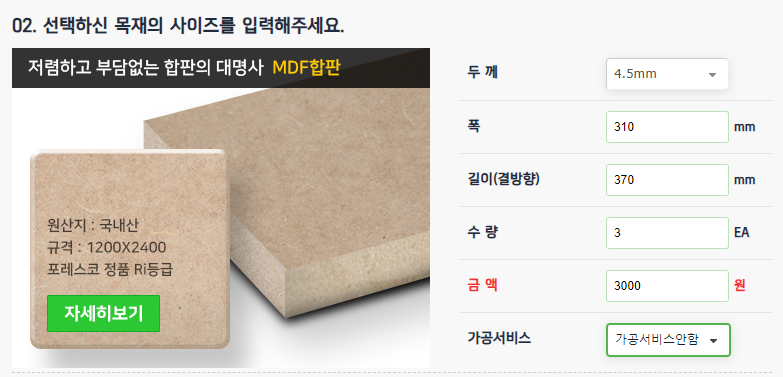 02. 선택하신 목재의 사이즈를 입력해주세요.
저렴하고 부담없는 합판의 대명사 MDF합판
원산지 : 국내산
규격 : 1200X2400
포레스코 정품 Ri등급
자세히보기
두 께 4.5mm
폭 310 mm
길이(결방향) 370 mm
수 량 3 EA
금 액 3000 원
가공서비스 가공서비스안함